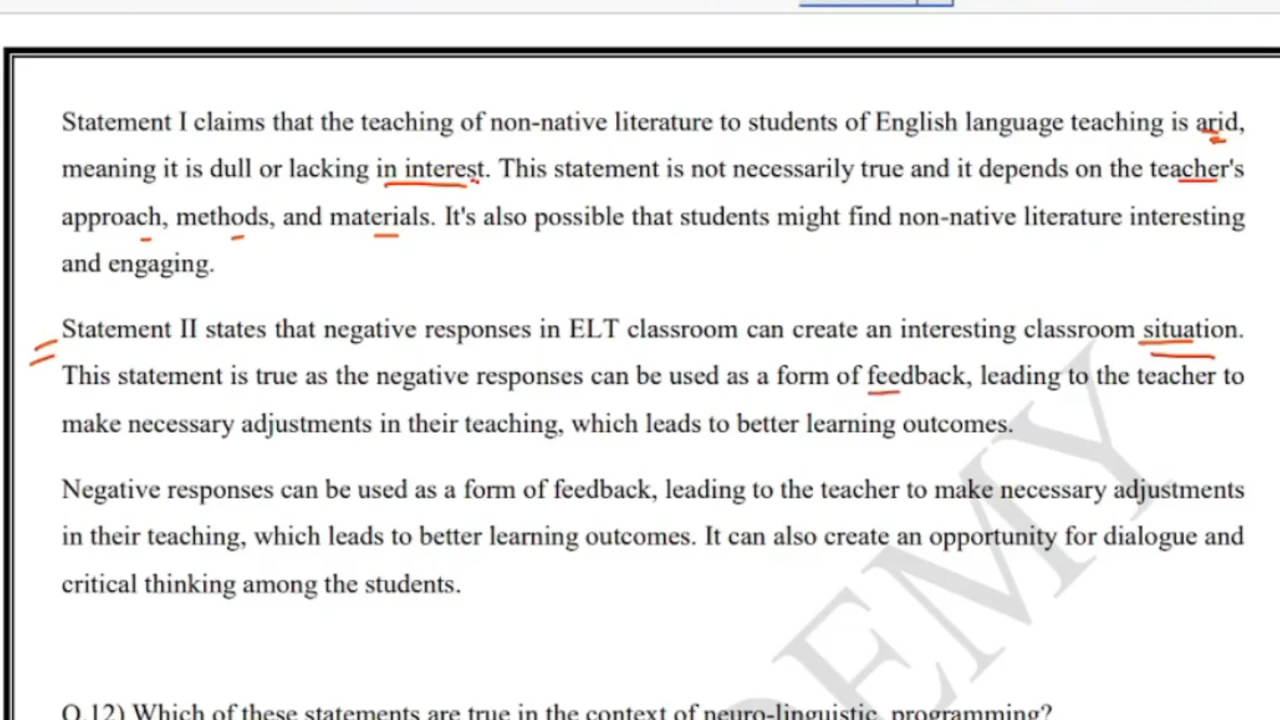 Statement I claims that the teaching of non-native literature to students of English language teaching is arid,
meaning it is dull or lacking in interest. This statement is not necessarily true and it depends on the teacher's
approach, methods, and materials. It's also possible that students might find non-native literature interesting
and engaging.
Statement II states that negative responses in ELT classroom can create an interesting classroom situation.
This statement is true as the negative responses can be used as a form of feedback, leading to the teacher to
make necessary adjustments in their teaching, which leads to better learning outcomes.
Negative responses can be used as a form of feedback, leading to the teacher to make necessary adjustments
in their teaching, which leads to better learning outcomes. It can also create an opportunity for dialogue and
critical thinking among the students.
Q.12) Which of these statements are true in the context of neuro-linguistic programming?
DEMY